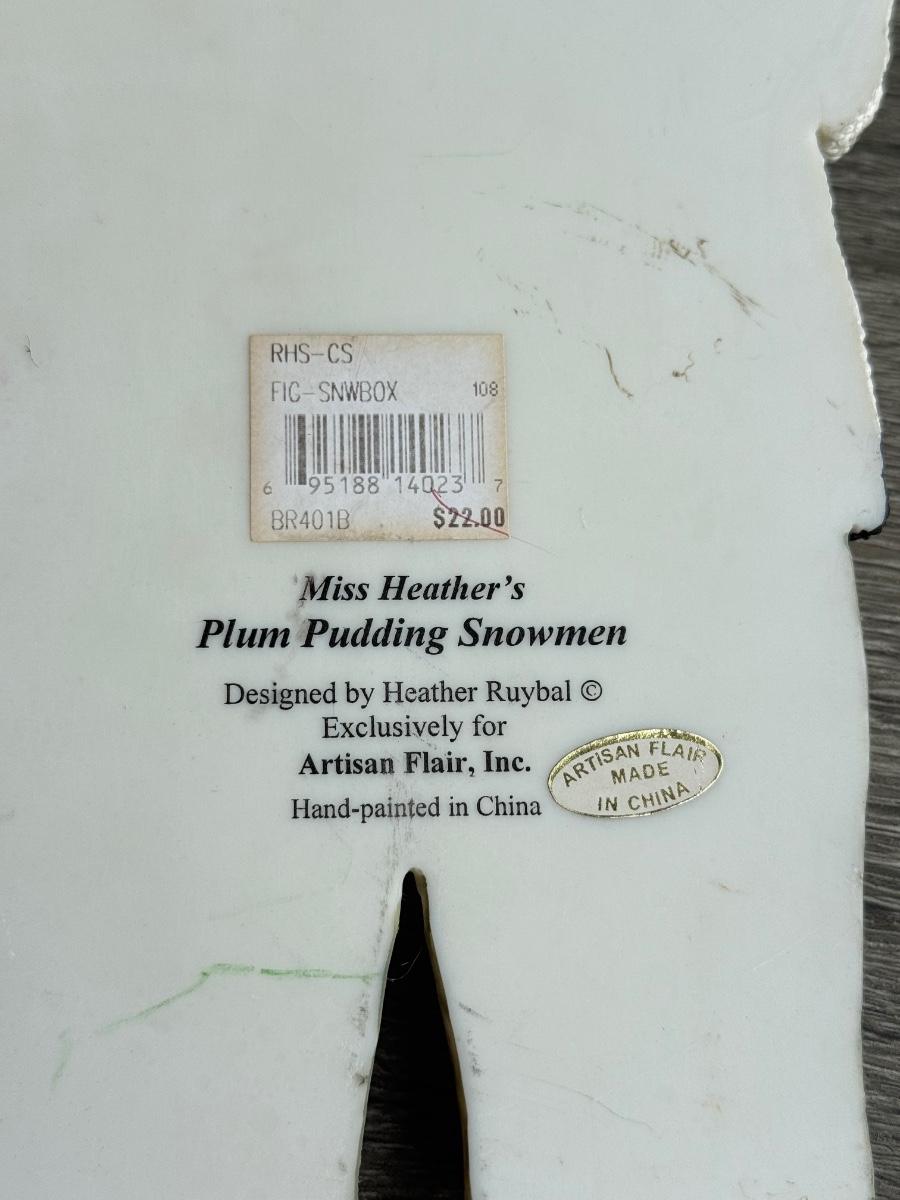 RHS-CS
FIG-SNWBOX 108
6 95188 14023 7
BR401B $22.00
Miss Heather's
Plum Pudding Snowmen
Designed by Heather Ruybal ©
Exclusively for
Artisan Flair, Inc.
Hand-painted in China
ARTISAN FLAIR
MADE
IN CHINA